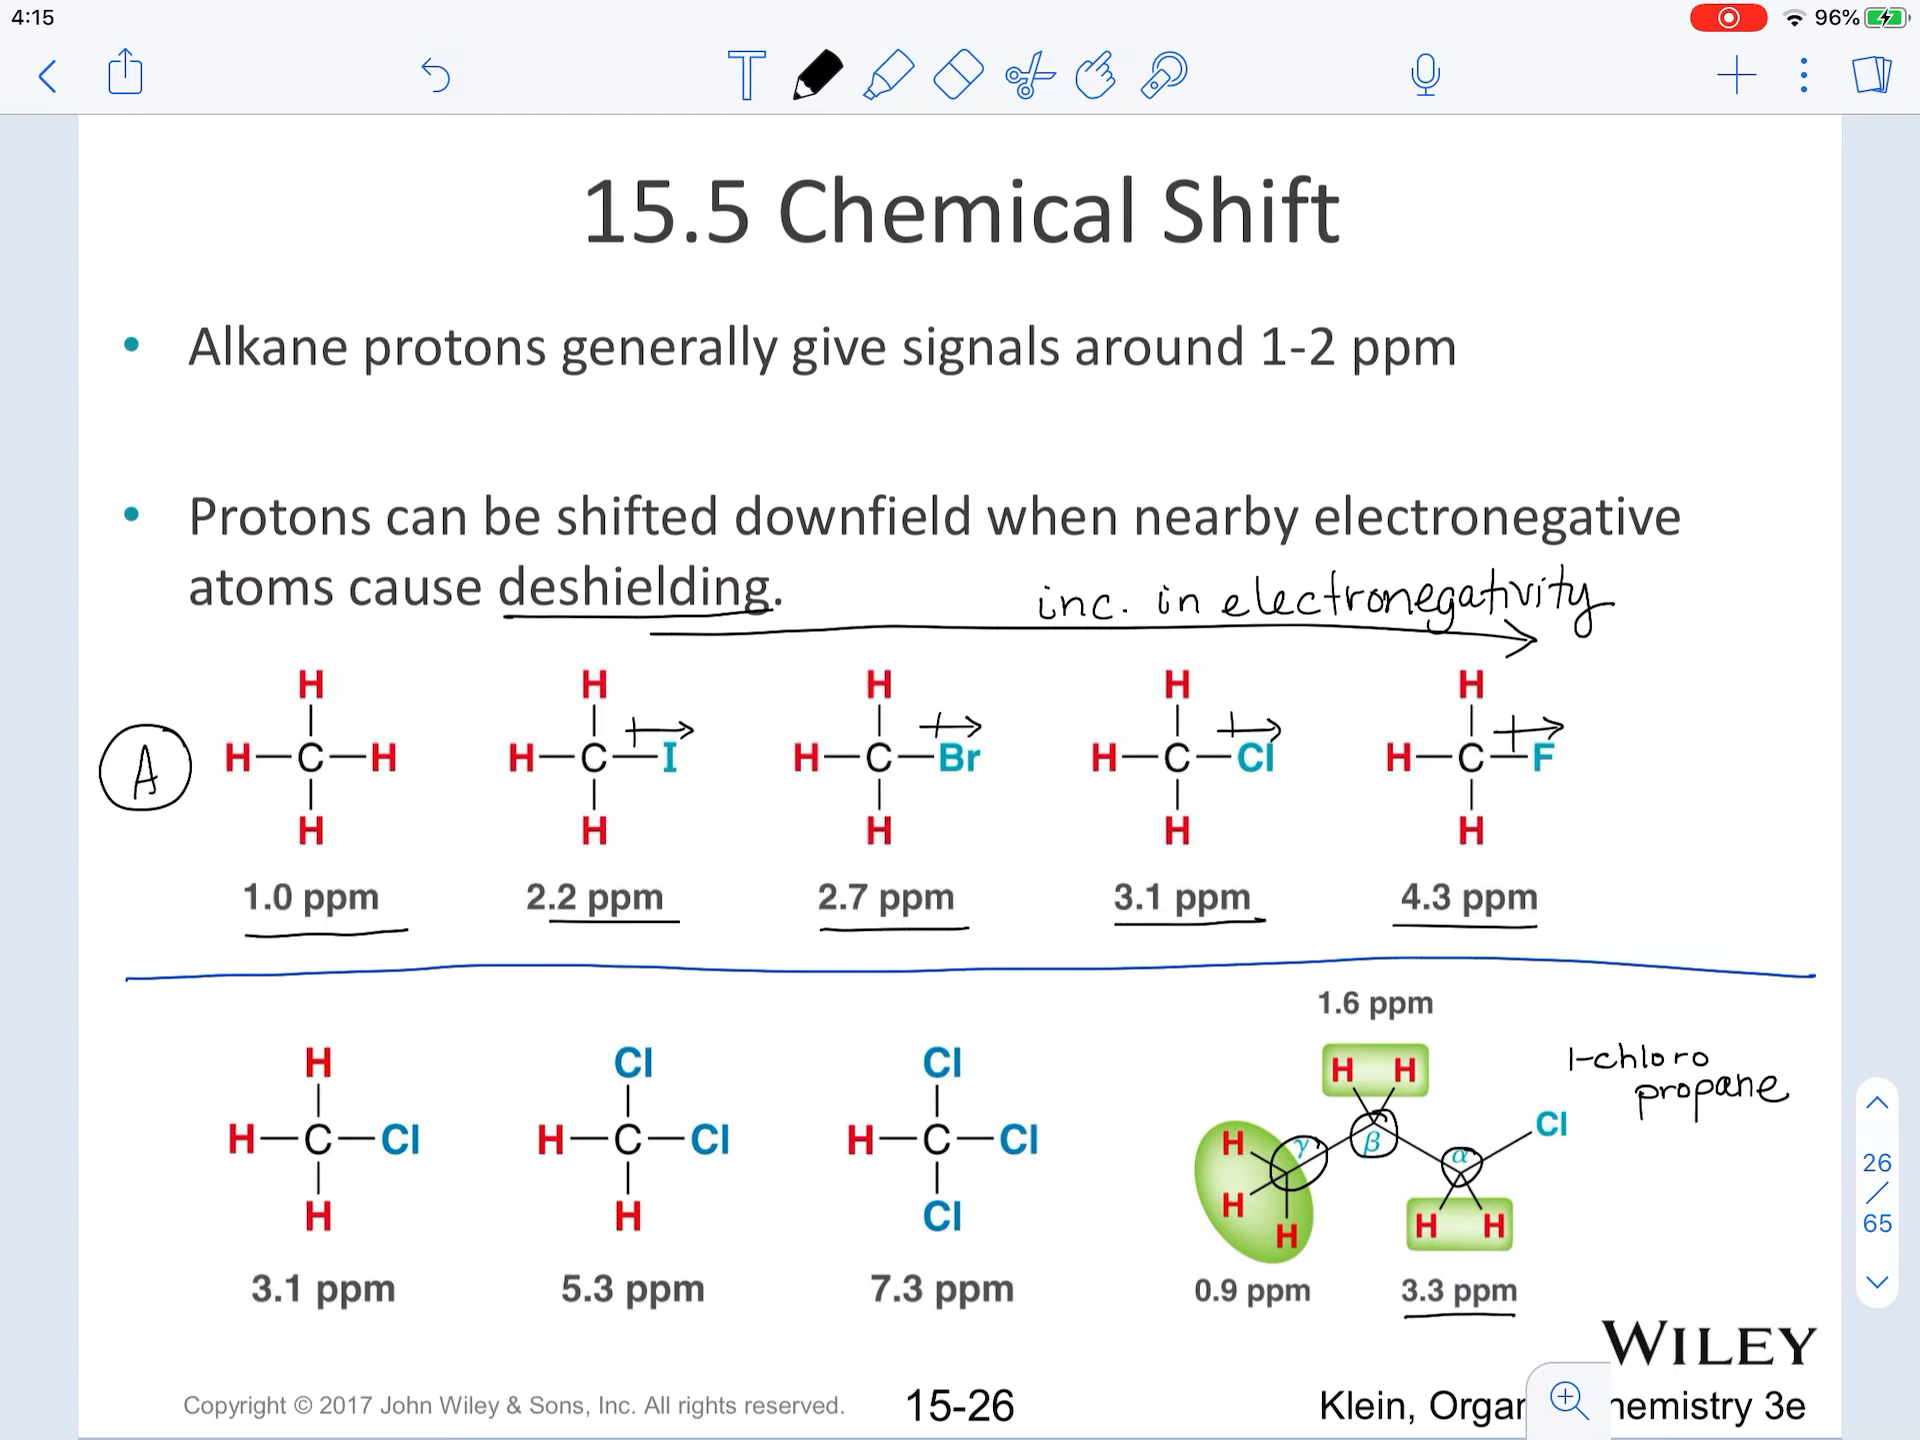 4:15
96%
15.5 Chemical Shift
• Alkane protons generally give signals around 1-2 ppm
• Protons can be shifted downfield when nearby electronegative
atoms cause deshielding.
inc. in electronegativity
A
H
H—C—H
H
1.0 ppm
H
H—C—I
H
2.2 ppm
H
H—C—Br
H
2.7 ppm
H
H—C—Cl
H
3.1 ppm
H
H—C—F
H
4.3 ppm
H
H—C—Cl
H
3.1 ppm
Cl
H—C—Cl
H
5.3 ppm
Cl
H—C—Cl
Cl
7.3 ppm
1.6 ppm
H H
1-chloro
propane
Cl
H γ β α
H
H
H H
0.9 ppm
3.3 ppm
26
/
65
WILEY
Copyright © 2017 John Wiley & Sons, Inc. All rights reserved.
15-26
Klein, Organ hemistry 3e